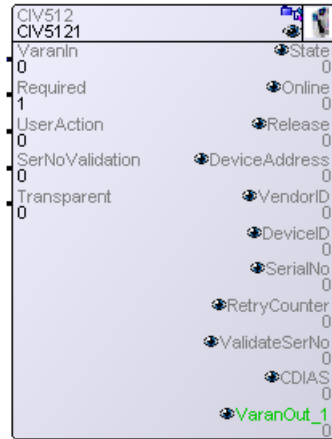 CIV512
CIV5121
VaranIn
0
State
0
Required
1
Online
0
UserAction
0
Release
0
SerNoValidation
0
DeviceAddress
0
Transparent
0
VendorID
0
DeviceID
0
SerialNo
0
RetryCounter
0
ValidateSerNo
0
CDIAS
0
VaranOut_1
0